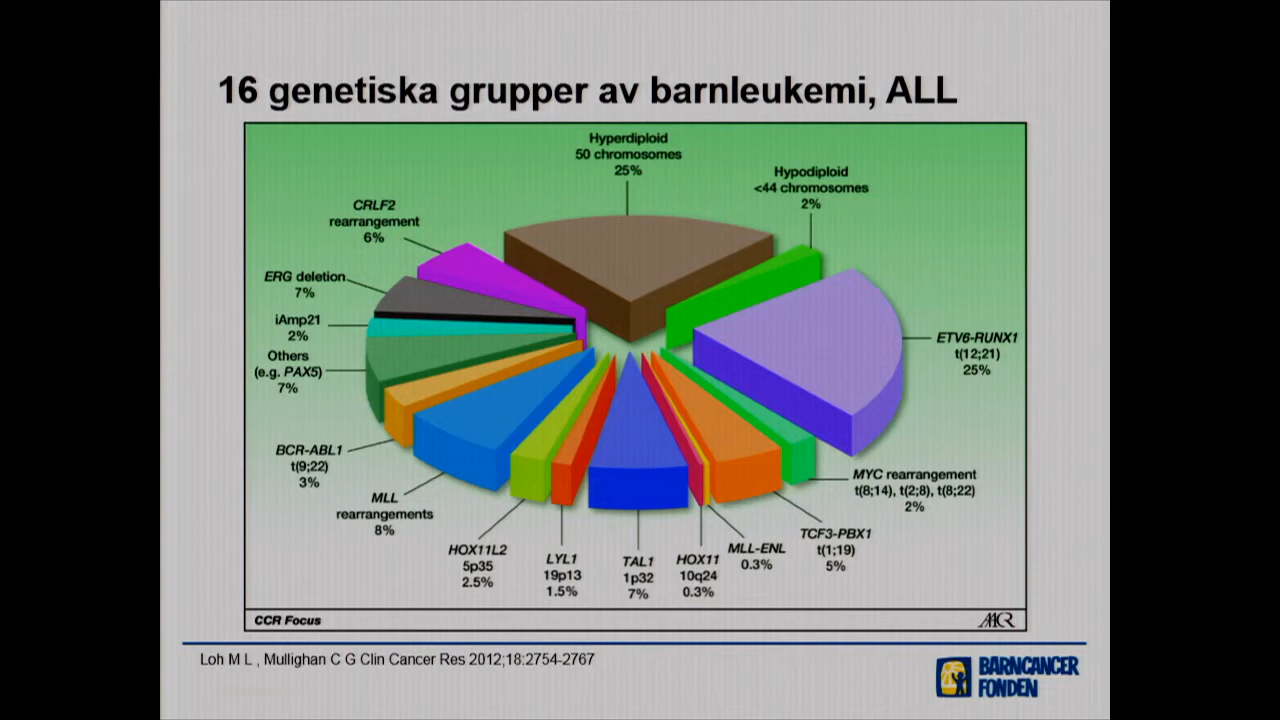 16 genetiska grupper av barnleukemi, ALL
Hyperdiploid
50 chromosomes
25%
Hypodiploid
<44 chromosomes
2%
ETV6-RUNX1
t(12;21)
25%
MYC rearrangement
t(8;14), t(2;8), t(8;22)
2%
TCF3-PBX1
t(1;19)
5%
MLL-ENL
0.3%
HOX11
10q24
0.3%
TAL1
1p32
7%
LYL1
19p13
1.5%
HOX11L2
5p35
2.5%
MLL
rearrangements
8%
BCR-ABL1
t(9;22)
3%
Others
(e.g. PAX5)
7%
iAmp21
2%
ERG deletion
7%
CRLF2
rearrangement
6%
CCR Focus
AACR
Loh M L , Mullighan C G Clin Cancer Res 2012;18:2754-2767
BARNCANCER
FONDEN